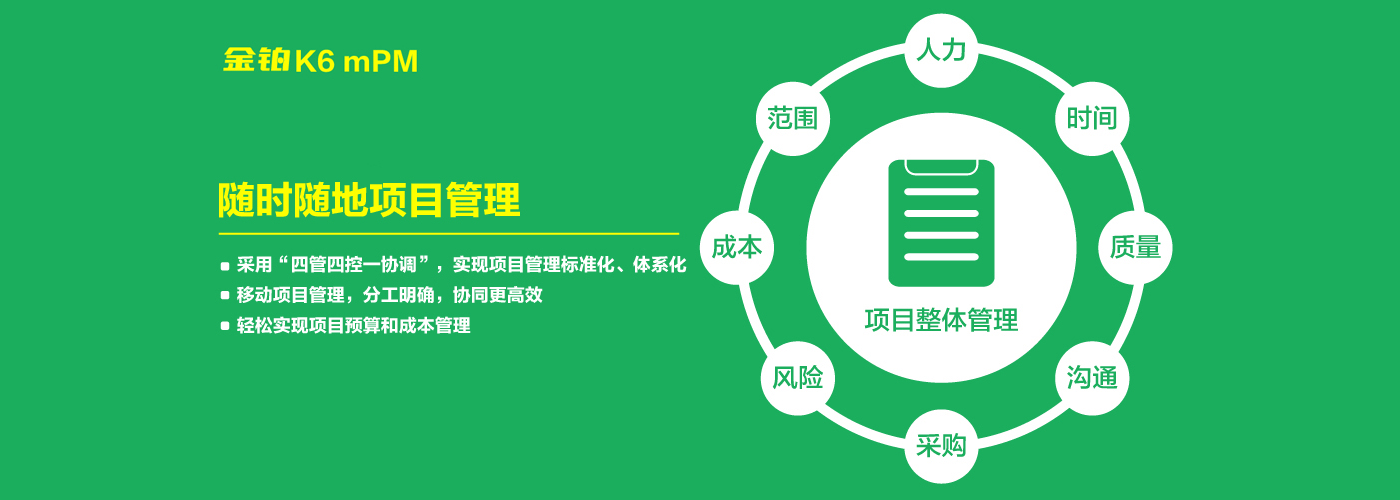 金铂K6 mPM
随时随地项目管理
采用“四管四控一协调”，实现项目管理标准化、体系化
移动项目管理，分工明确，协同更高效
轻松实现项目预算和成本管理
人力
时间
质量
沟通
采购
风险
成本
范围
项目整体管理